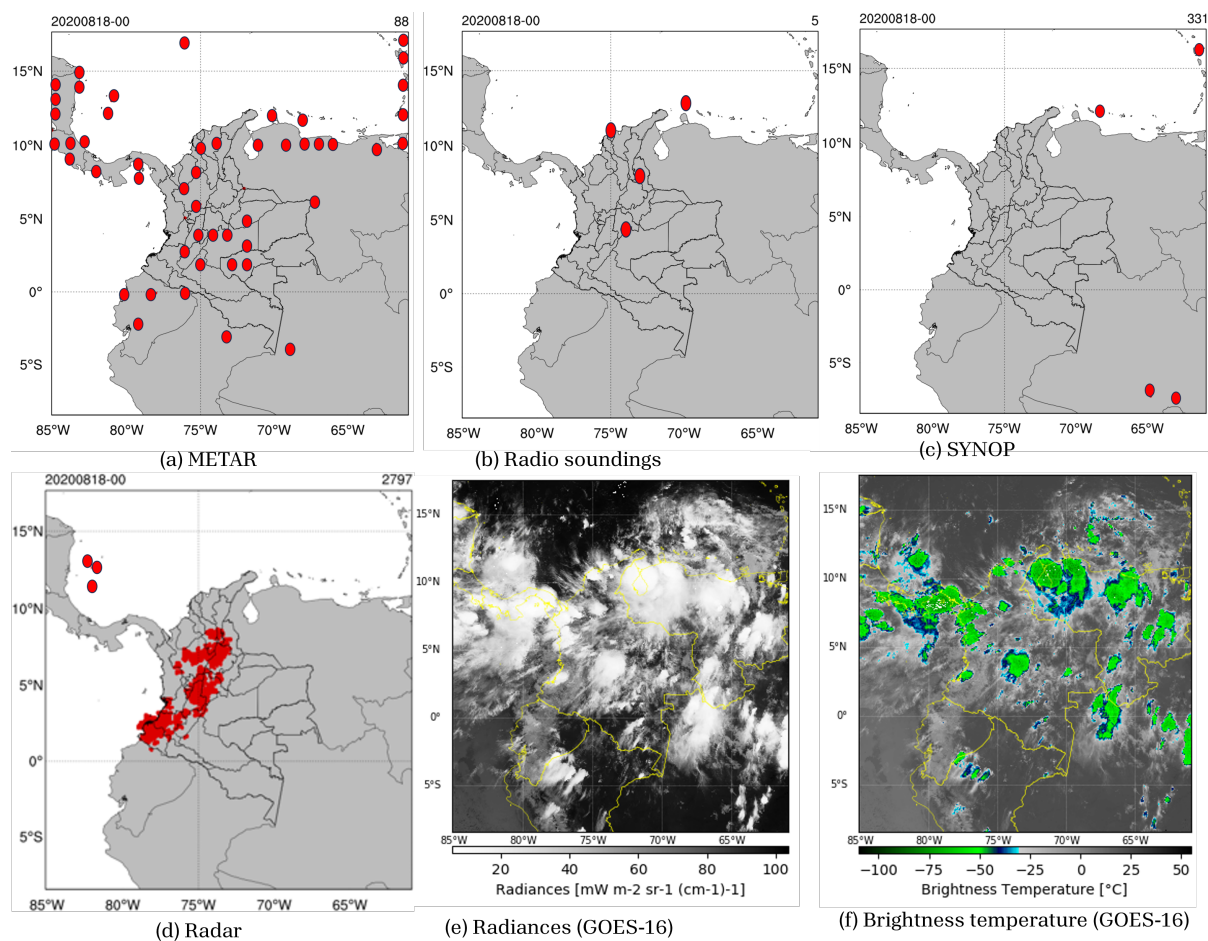 20200818-00 88
15°N
10°N
5°N
0°
5°S
85°W 80°W 75°W 70°W 65°W
(a) METAR
20200818-00 5
15°N
10°N
5°N
0°
5°S
85°W 80°W 75°W 70°W 65°W
(b) Radio soundings
20200818-00 331
15°N
10°N
5°N
0°
5°S
85°W 80°W 75°W 70°W 65°W
(c) SYNOP
20200818-00 2797
15°N
10°N
5°N
0°
5°S
85°W 80°W 75°W 70°W 65°W
(d) Radar
15°N
10°N
5°N
0°
5°S
85°W 80°W 75°W 70°W 65°W
20 40 60 80 100
Radiances [mW m-2 sr-1 (cm-1)-1]
(e) Radiances (GOES-16)
15°N
10°N
5°N
0°
5°S
85°W 80°W 75°W 70°W 65°W
−100 −75 −50 −25 0 25 50
Brightness Temperature [°C]
(f) Brightness temperature (GOES-16)